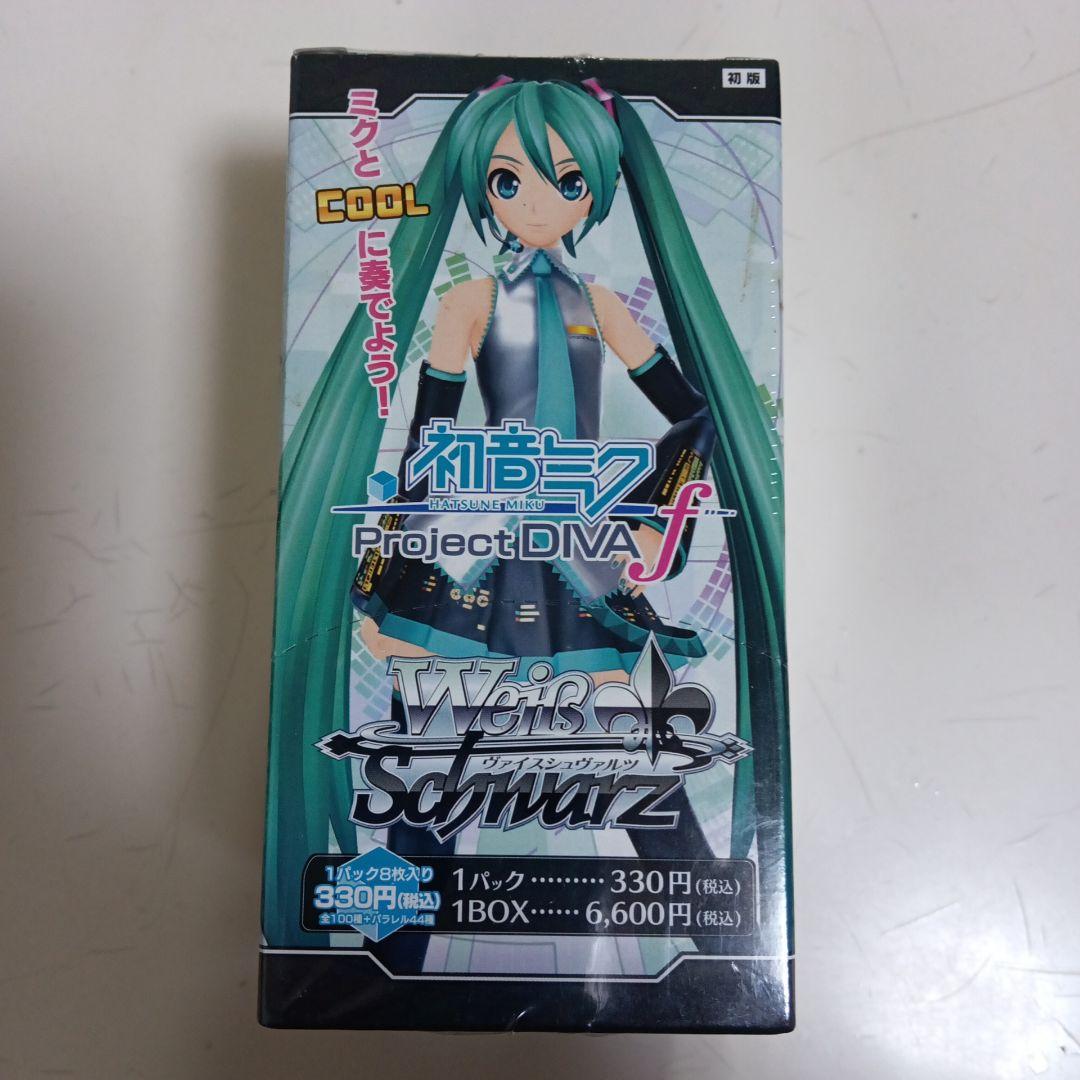 初版
ミクと
COOL
に奏でよう!
初音ミク
HATSUNE MIKU
Project DIVA f
Weiß
ヴァイスシュヴァルツ
Schwarz
1パック8枚入り
330円(税込)
全100種+パラレル44種
1パック………330円(税込)
1BOX……6,600円(税込)